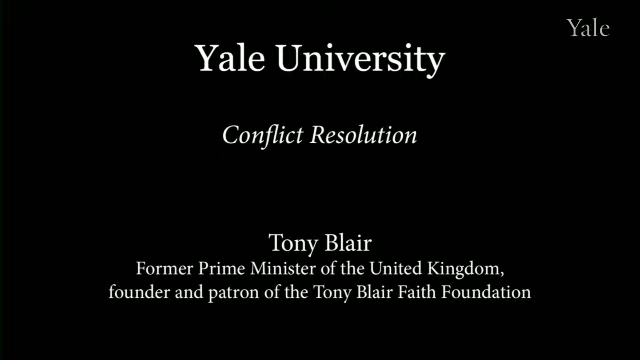 Yale
Yale University
Conflict Resolution
Tony Blair
Former Prime Minister of the United Kingdom,
founder and patron of the Tony Blair Faith Foundation